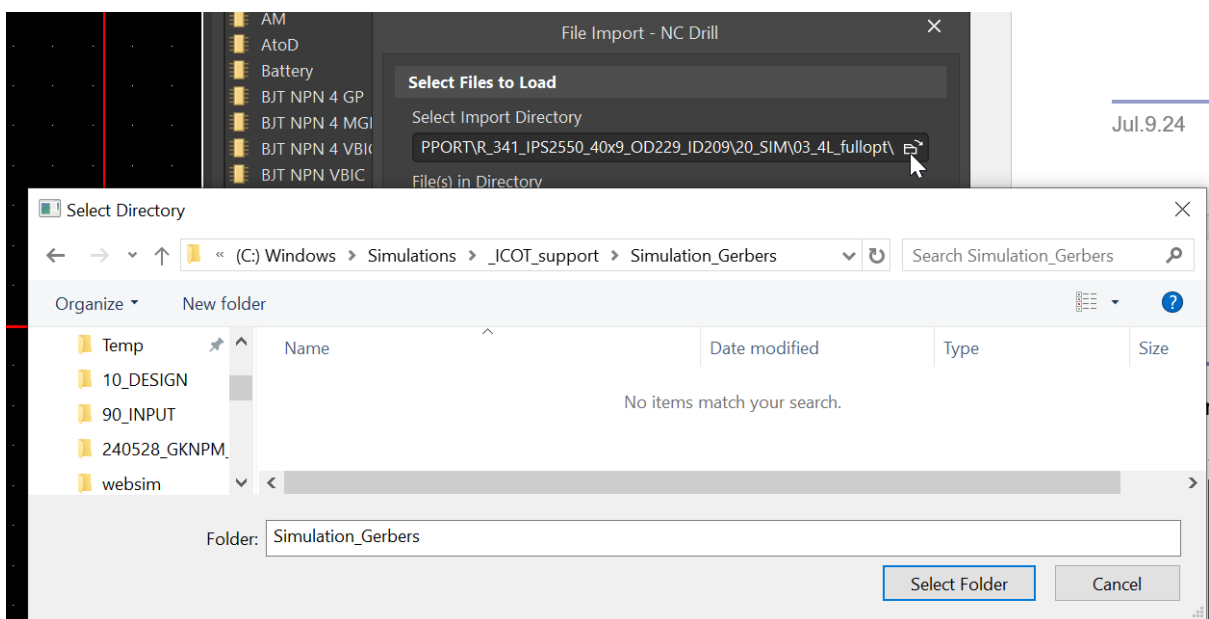 AM
File Import - NC Drill
AtoD
Battery
Select Files to Load
BJT NPN 4 GP
Select Import Directory
BJT NPN 4 MGI
Jul.9.24
BJT NPN 4 VBIC
PPORT\R_341_IPS2550_40x9_OD229_ID209\20_SIM\03_4L_fullopt\
BJT NPN VBIC
File(s) in Directory
Select Directory
« (C:) Windows > Simulations > _ICOT_support > Simulation_Gerbers
Search Simulation_Gerbers
Organize
New folder
?
Temp
Name
Date modified
Type
Size
10_DESIGN
90_INPUT
No items match your search.
240528_GKNPM_
websim
Folder:
Simulation_Gerbers
Select Folder
Cancel